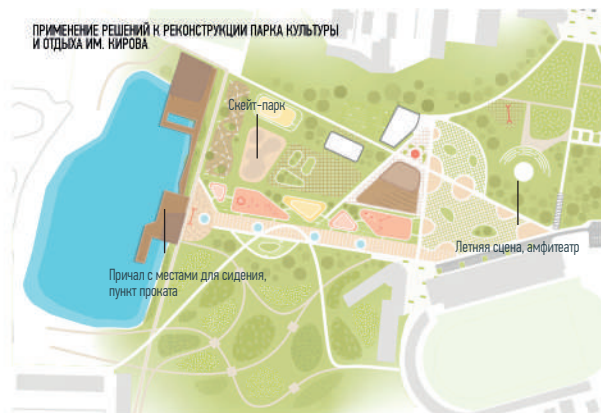 ПРИМЕНЕНИЕ РЕШЕНИЙ К РЕКОНСТРУКЦИИ ПАРКА КУЛЬТУРЫ
И ОТДЫХА ИМ. КИРОВА
Скейт-парк
Летняя сцена, амфитеатр
Причал с местами для сидения,
пункт проката